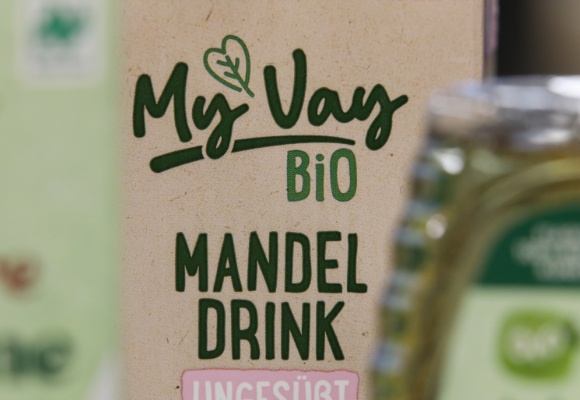 My Vay
BiO
MANDEL
DRINK
UNGESÜßT